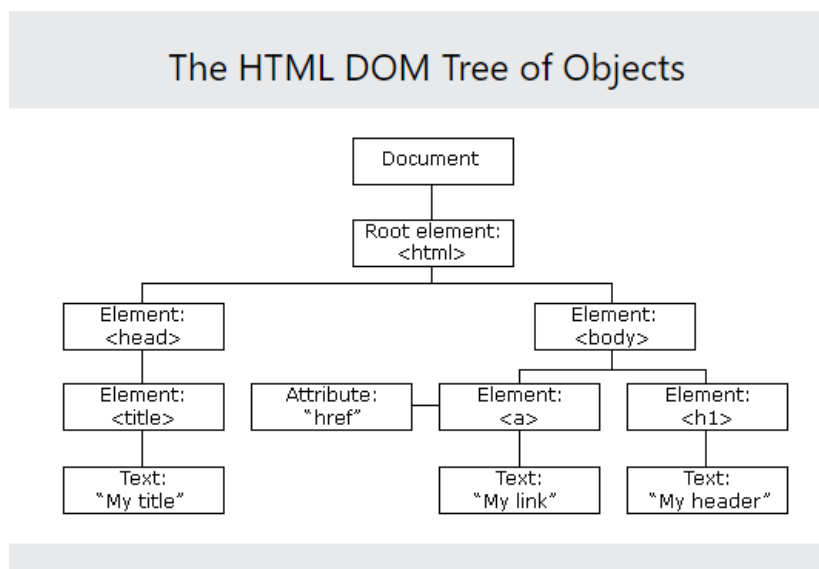 The HTML DOM Tree of Objects
Document
Root element:
<html>
Element:
<head>
Element:
<body>
Element:
<title>
Attribute:
“href”
Element:
<a>
Element:
<h1>
Text:
“My title”
Text:
“My link”
Text:
“My header”